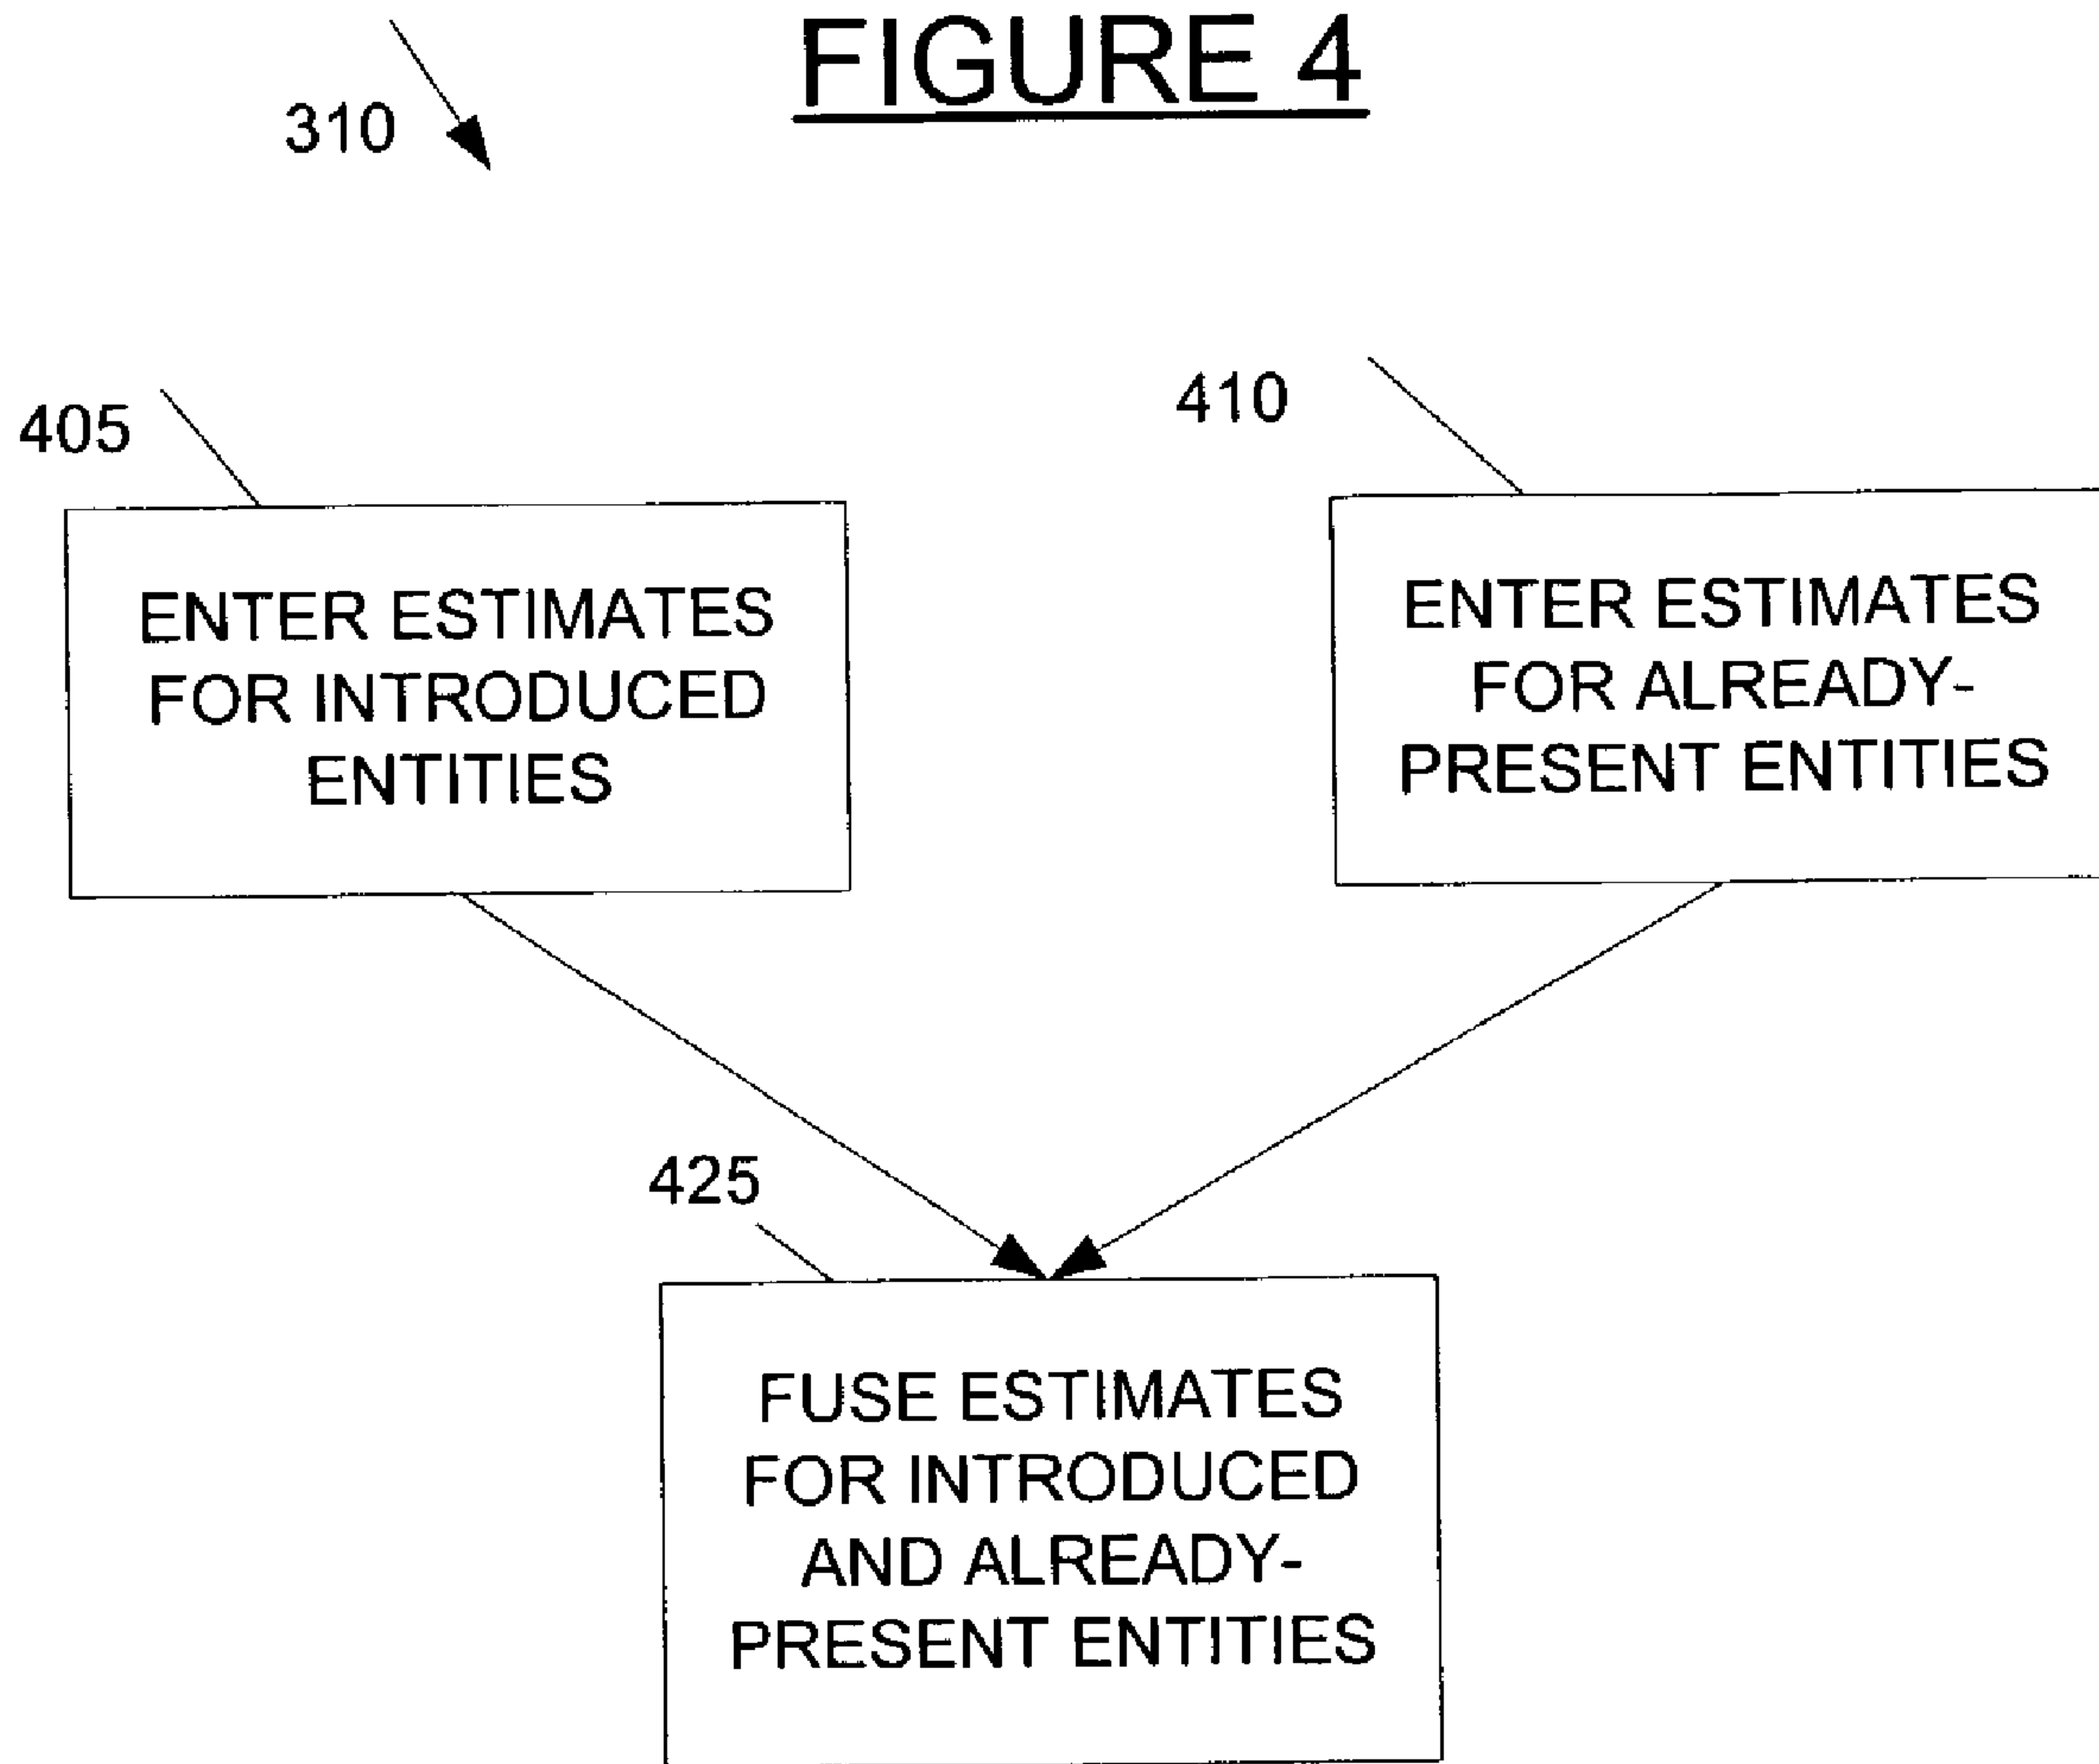 FIGURE 4
310
405
410
ENTER ESTIMATES
FOR INTRODUCED
ENTITIES
ENTER ESTIMATES
FOR ALREADY-
PRESENT ENTITIES
425
FUSE ESTIMATES
FOR INTRODUCED
AND ALREADY-
PRESENT ENTITIES